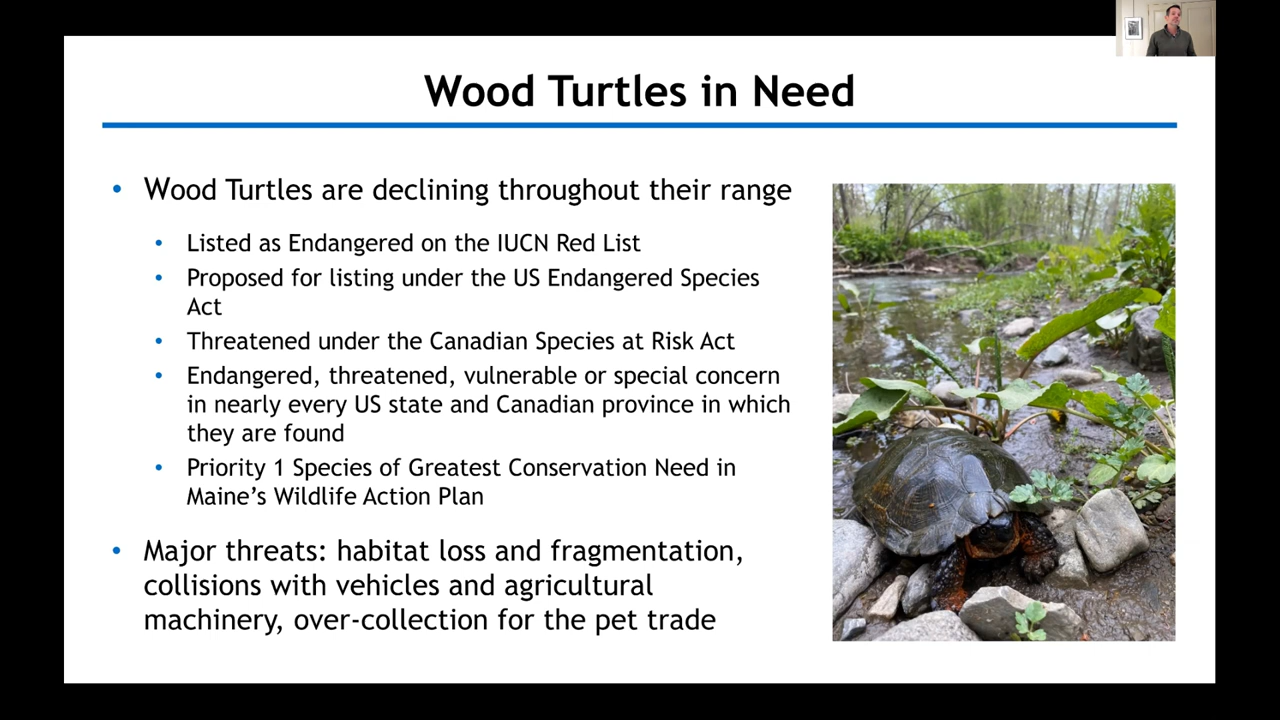 Wood Turtles in Need
• Wood Turtles are declining throughout their range
• Listed as Endangered on the IUCN Red List
• Proposed for listing under the US Endangered Species
Act
• Threatened under the Canadian Species at Risk Act
• Endangered, threatened, vulnerable or special concern
in nearly every US state and Canadian province in which
they are found
• Priority 1 Species of Greatest Conservation Need in
Maine’s Wildlife Action Plan
• Major threats: habitat loss and fragmentation,
collisions with vehicles and agricultural
machinery, over-collection for the pet trade